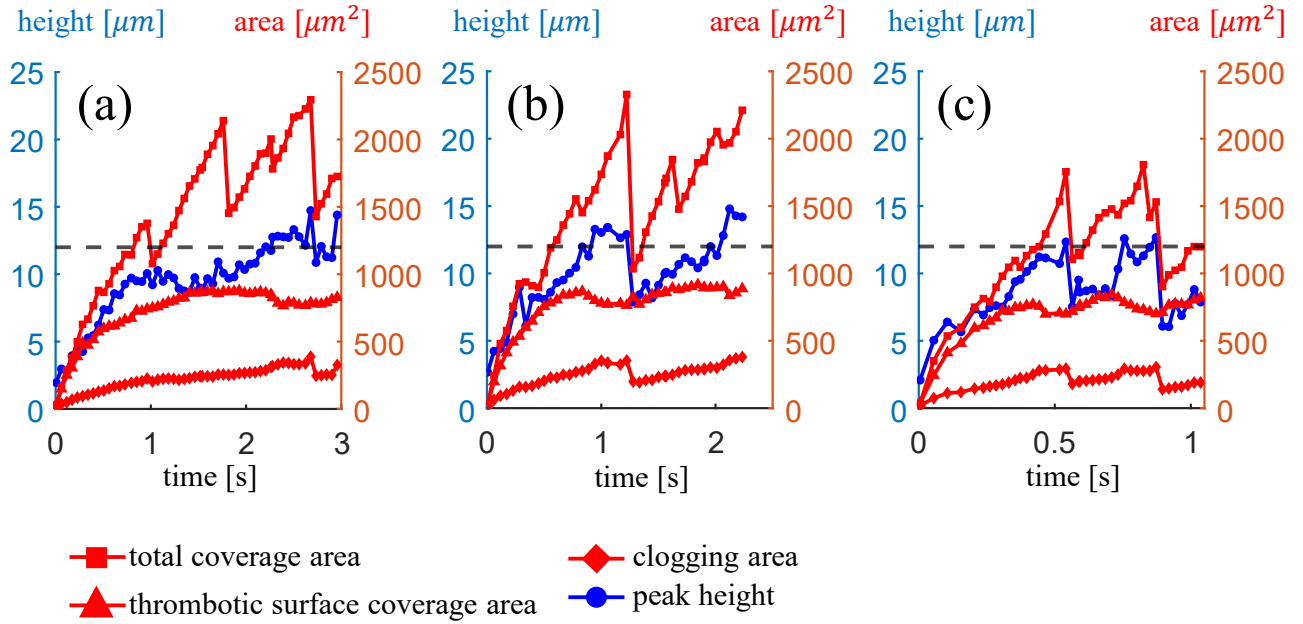 height [μm] area [μm²] height [μm] area [μm²] height [μm] area [μm²]
25 2500 25 2500 25 2500
(a) (b) (c)
20 2000 20 2000 20 2000
15 1500 15 1500 15 1500
10 1000 10 1000 10 1000
5 500 5 500 5 500
0 0 0 0 0 0
0 1 2 3 0 1 2 0 0.5 1
time [s] time [s] time [s]
total coverage area clogging area
thrombotic surface coverage area peak height